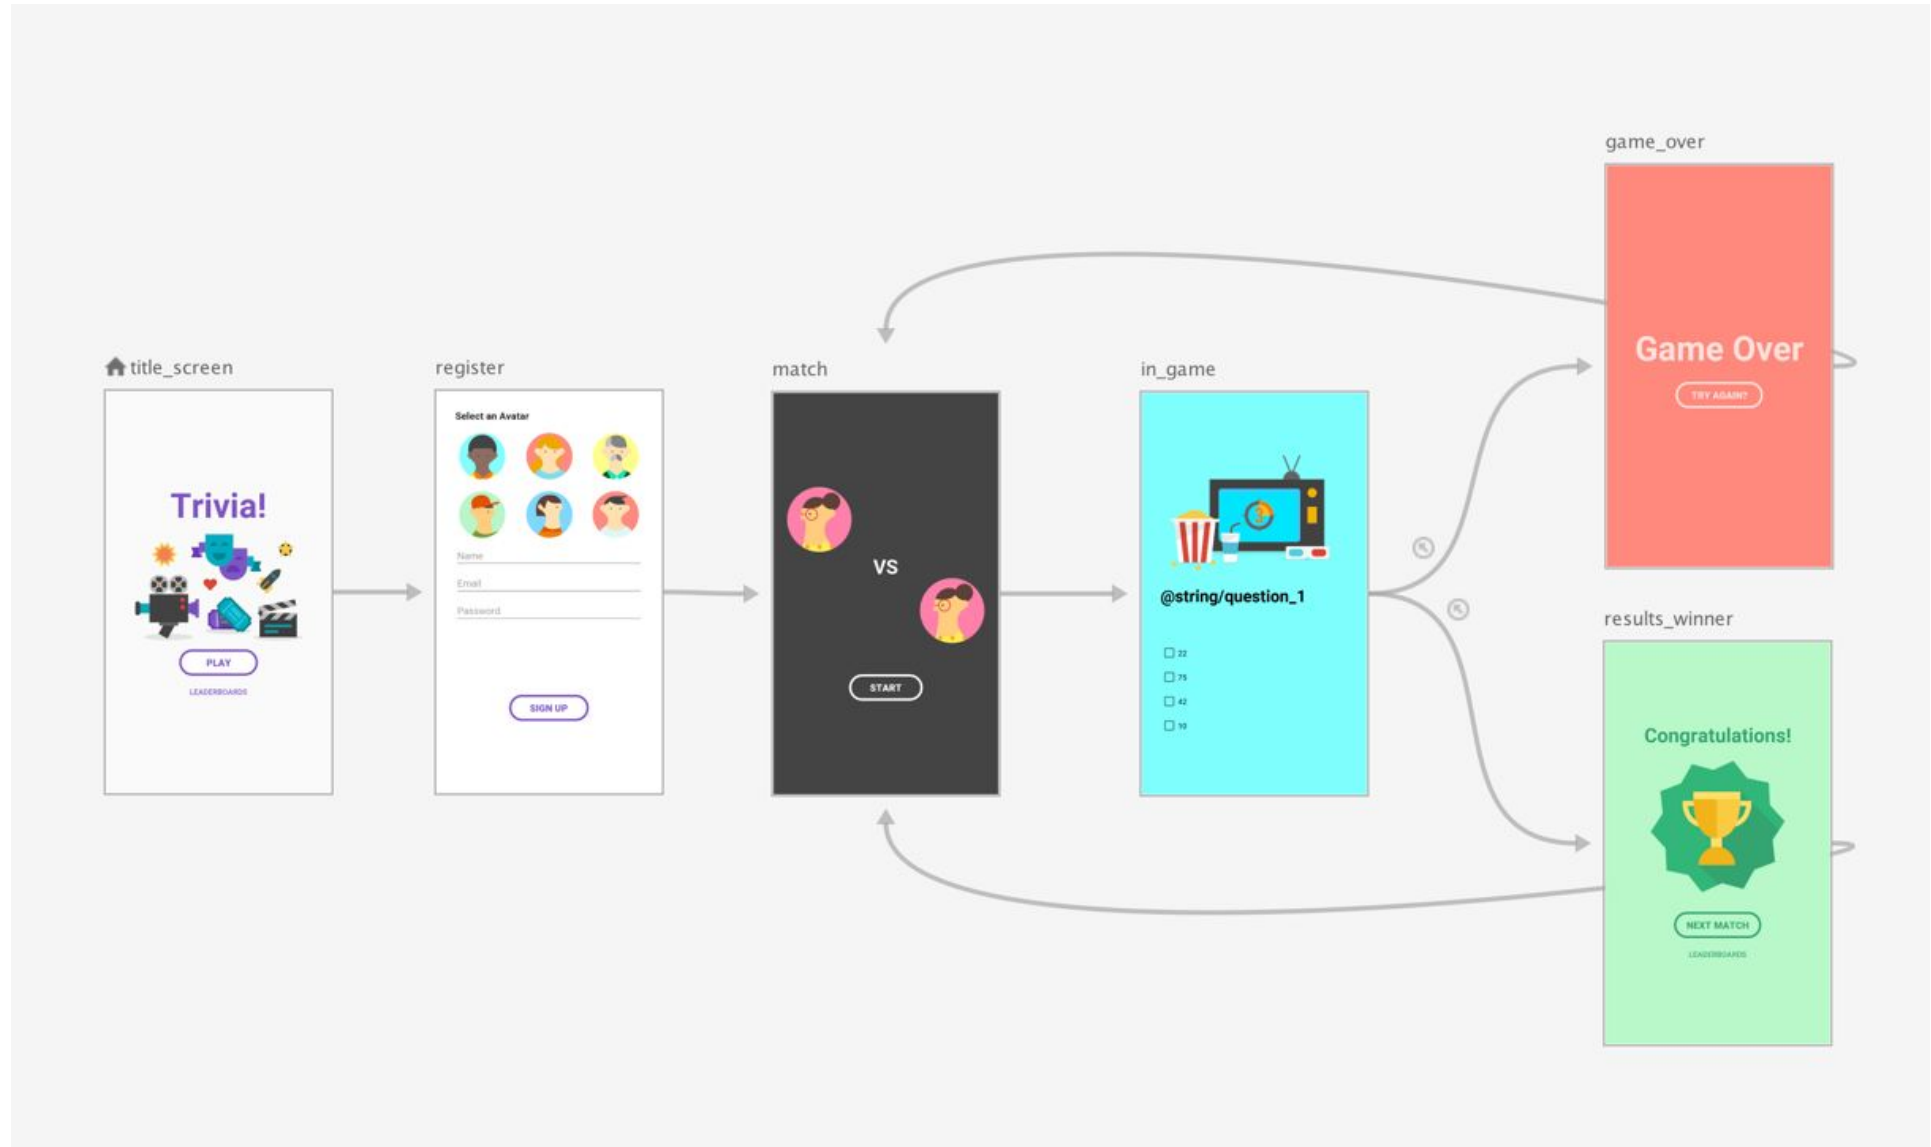 title_screen
Trivia!
PLAY
LEADERBOARDS
register
Select an Avatar
Name
Email
Password
SIGN UP
match
VS
START
in_game
3
@string/question_1
22
75
42
10
game_over
Game Over
TRY AGAIN?
results_winner
Congratulations!
NEXT MATCH
LEADERBOARDS